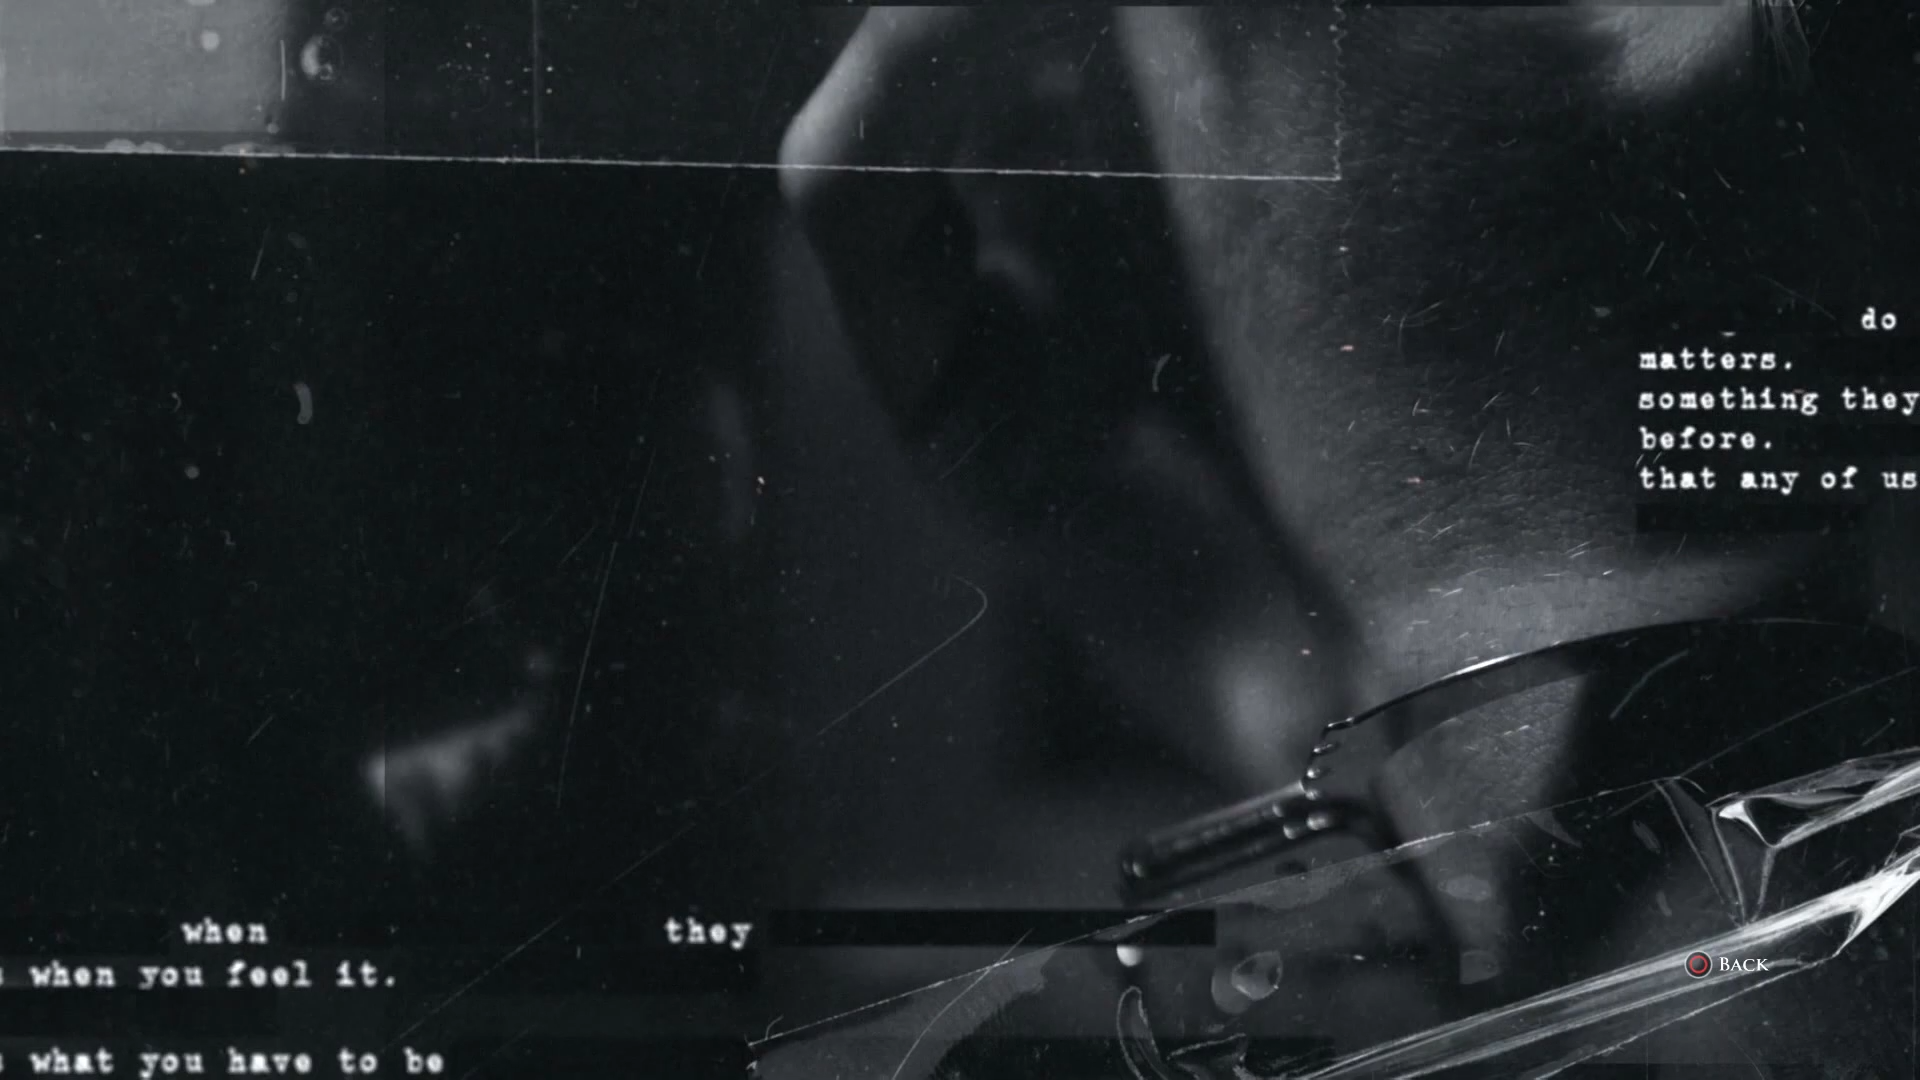 do
matters.
something they
before.
that any of us
when they
when you feel it.
what you have to be
BACK